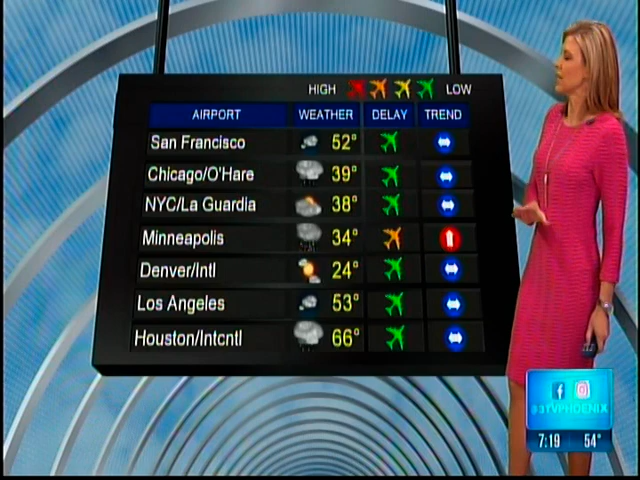 HIGH LOW
AIRPORT WEATHER DELAY TREND
San Francisco 52°
Chicago/O'Hare 39°
NYC/La Guardia 38°
Minneapolis 34°
Denver/Intl 24°
Los Angeles 53°
Houston/Intcntl 66°
@3TVPHOENIX
7:19 54°